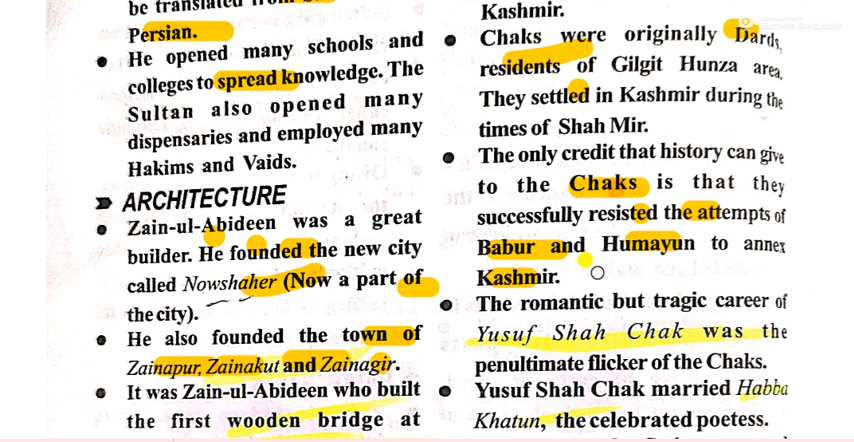 be translated from
Persian.
He opened many schools and
colleges to spread knowledge. The
Sultan also opened many
dispensaries and employed many
Hakims and Vaids.
ARCHITECTURE
Zain-ul-Abideen was a great
builder. He founded the new city
called Nowshaher (Now a part of
the city).
He also founded the town of
Zainapur, Zainakut and Zainagir.
It was Zain-ul-Abideen who built
the first wooden bridge at
Kashmir.
Chaks were originally Dards,
residents of Gilgit Hunza area.
They settled in Kashmir during the
times of Shah Mir.
The only credit that history can give
to the Chaks is that they
successfully resisted the attempts of
Babur and Humayun to annex
Kashmir.
The romantic but tragic career of
Yusuf Shah Chak was the
penultimate flicker of the Chaks.
Yusuf Shah Chak married Habba
Khatun, the celebrated poetess.